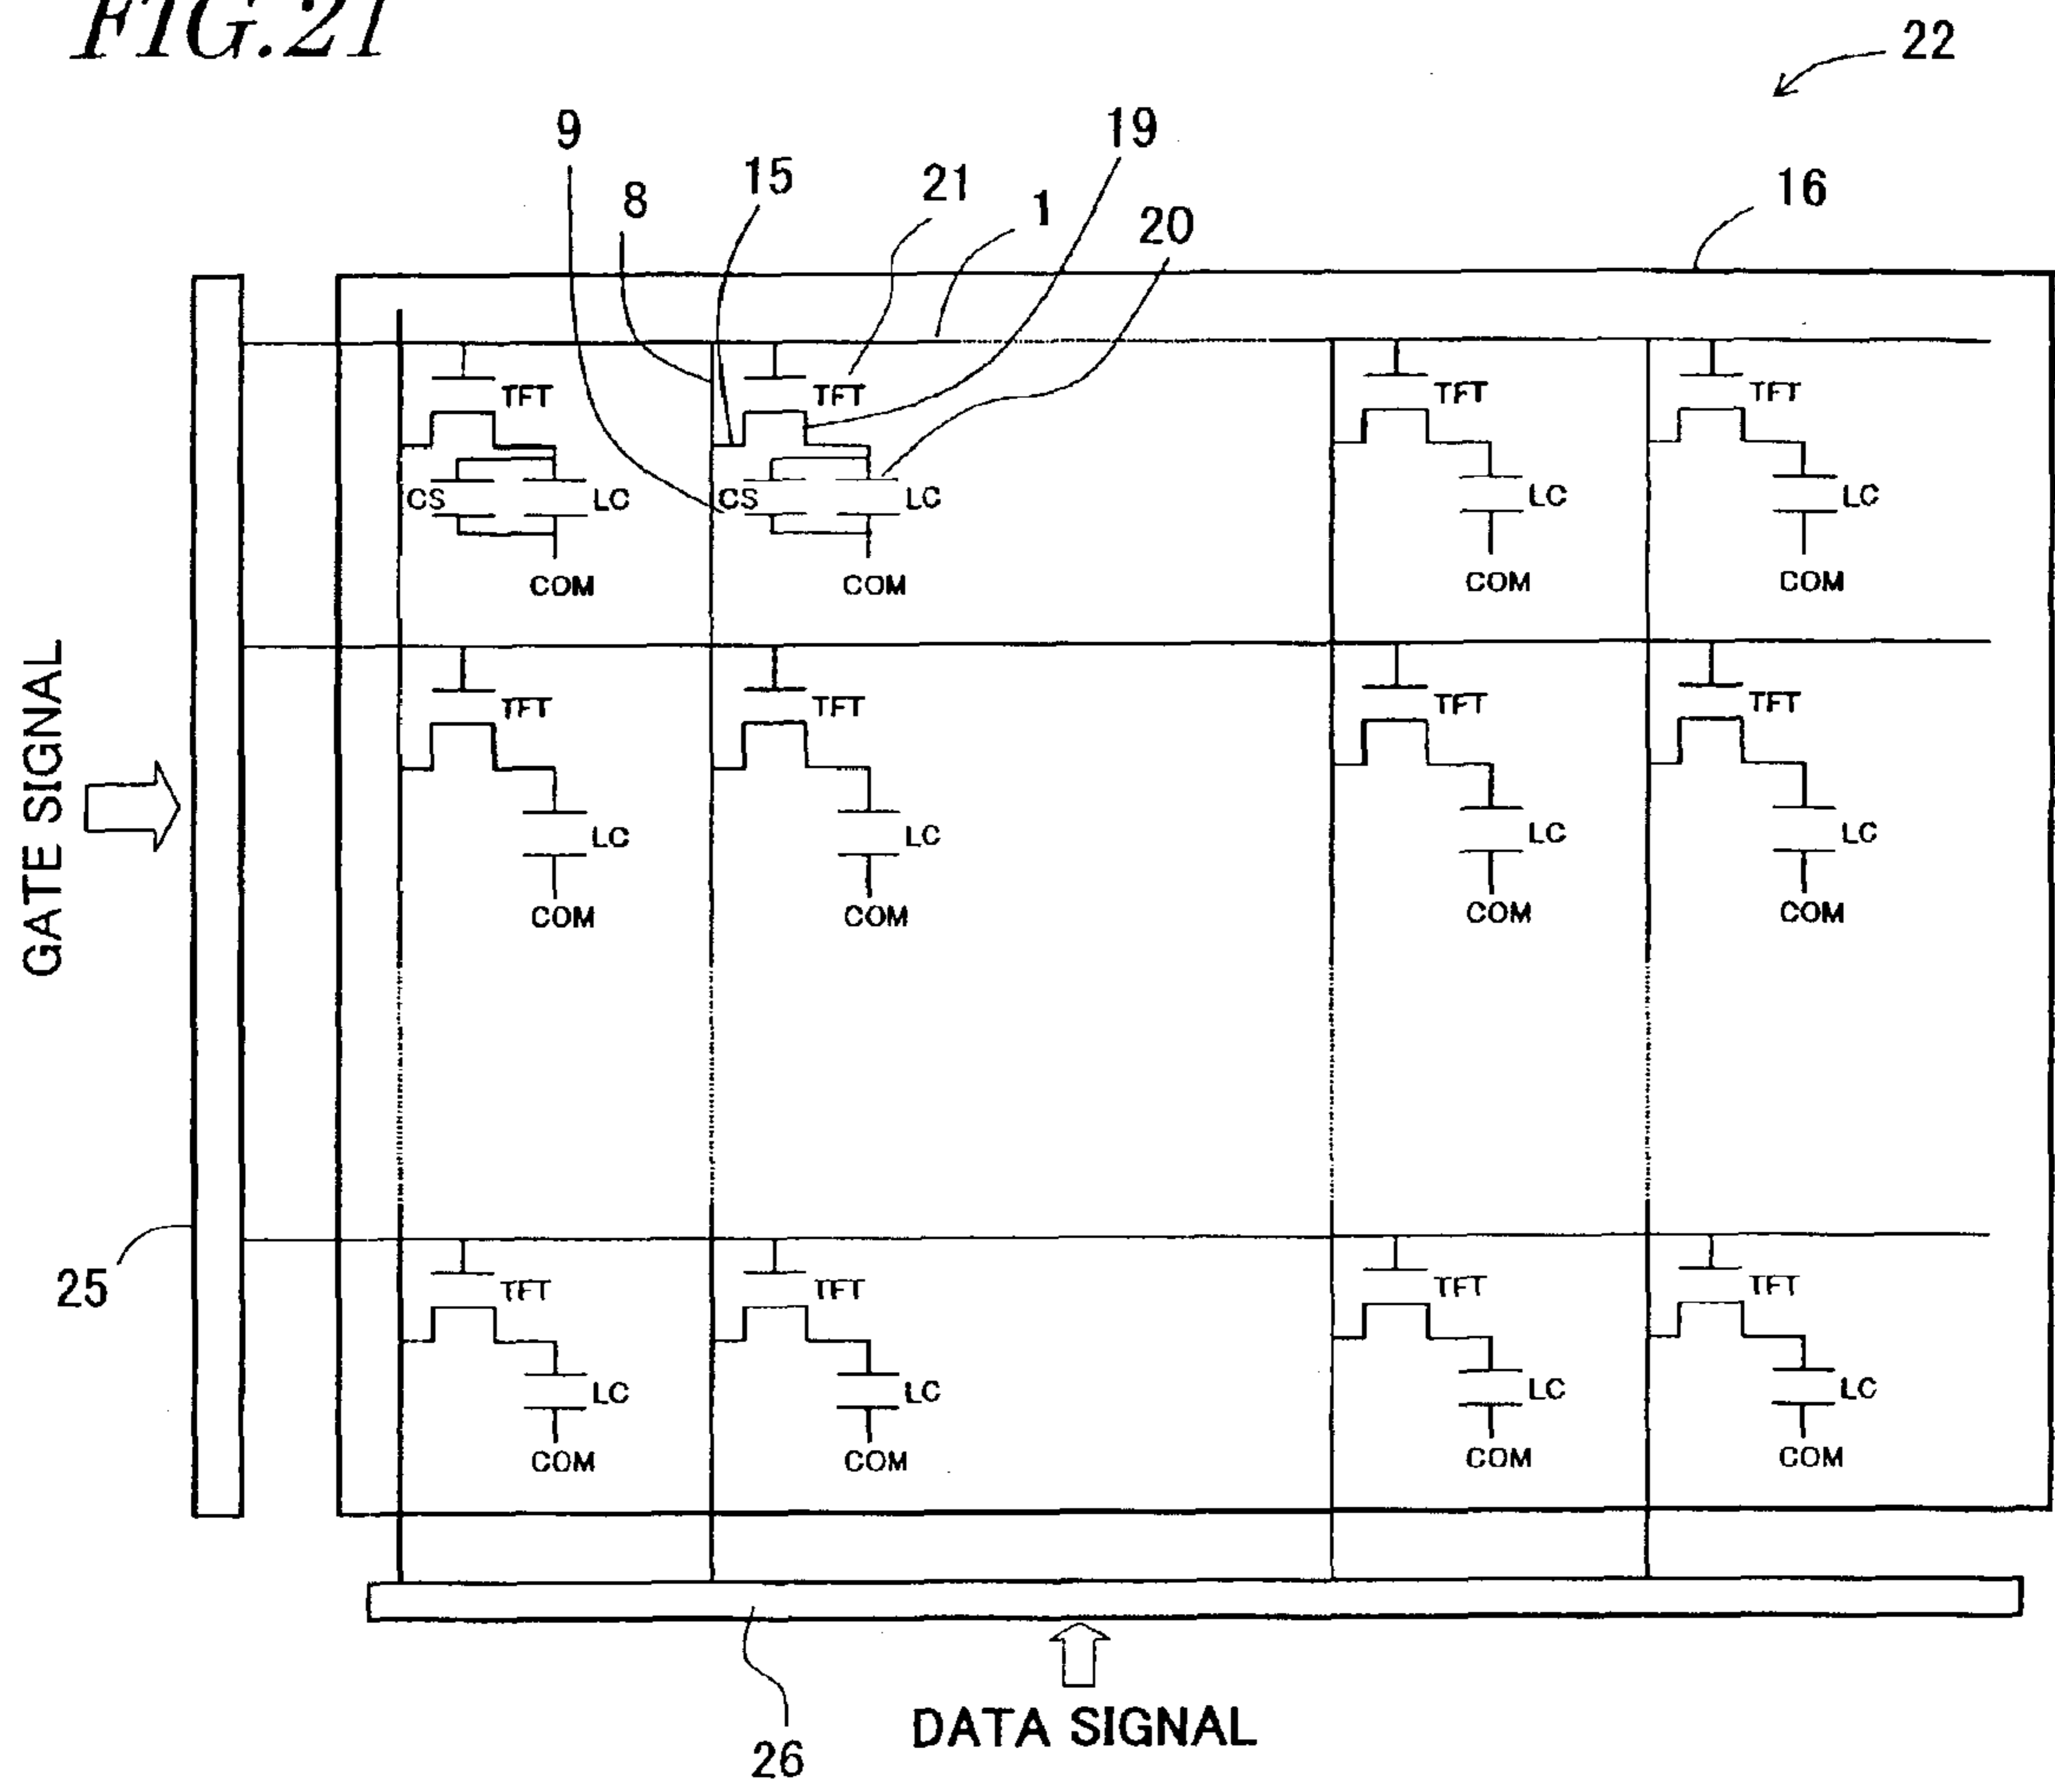 FIG.21
22
9
19
15
21
8
1
20
16
TFT TFT TFT TFT
CS LC CS LC LC LC
COM COM COM COM
TFT TFT TFT TFT
LC LC LC LC
COM COM COM COM
GATE SIGNAL
25
TFT TFT TFT TFT
LC LC LC LC
COM COM COM COM
26
DATA SIGNAL